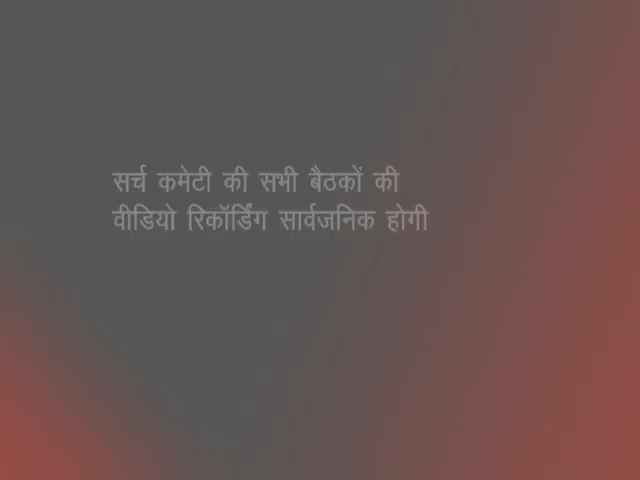 सर्च कमेटी की सभी बैठकों की
वीडियो रिकॉर्डिंग सार्वजनिक होगी